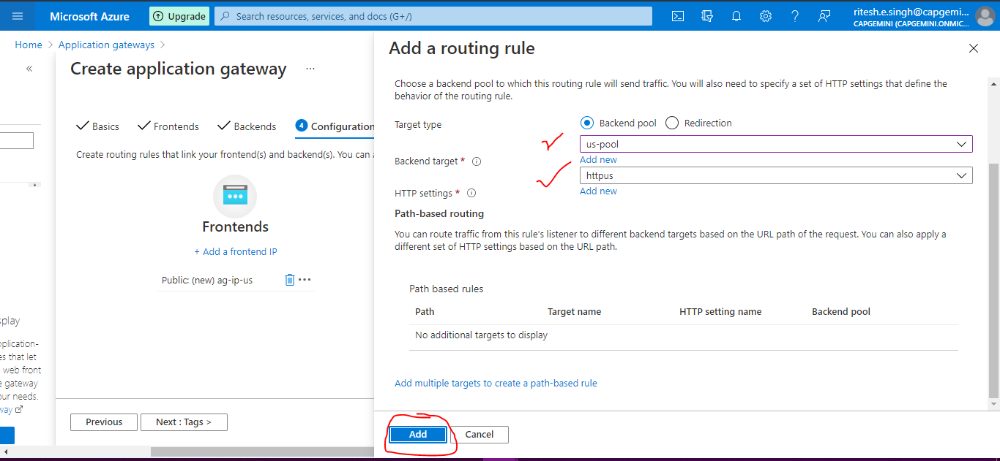 Microsoft Azure
Upgrade
Search resources, services, and docs (G+/)
ritesh.e.singh@capgemi...
CAPGEMINI (CAPGEMINI.ONMIC...
Home > Application gateways >
«
Create application gateway ...
Basics
Frontends
Backends
4 Configuration
Create routing rules that link your frontend(s) and backend(s). You can a
Frontends
+ Add a frontend IP
Public: (new) ag-ip-us
splay
pplication-
es that let
web front
e gateway
our needs.
way
Previous
Next : Tags >
Add a routing rule
Choose a backend pool to which this routing rule will send traffic. You will also need to specify a set of HTTP settings that define the
behavior of the routing rule.
Target type
Backend pool
Redirection
us-pool
Backend target *
Add new
httpus
HTTP settings *
Add new
Path-based routing
You can route traffic from this rule's listener to different backend targets based on the URL path of the request. You can also apply a
different set of HTTP settings based on the URL path.
Path based rules
Path
Target name
HTTP setting name
Backend pool
No additional targets to display
Add multiple targets to create a path-based rule
Add
Cancel